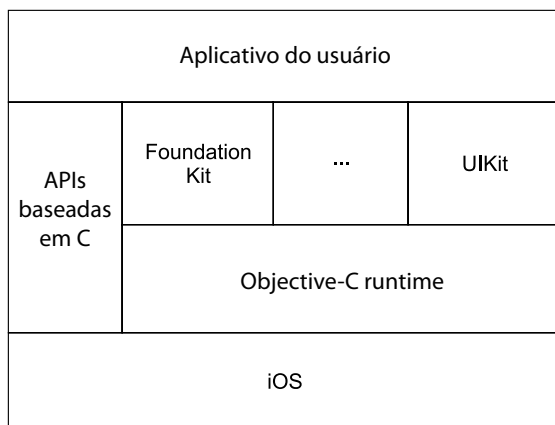 Aplicativo do usuário
APIs
baseadas
em C
Foundation
Kit
...
UIKit
Objective-C runtime
iOS